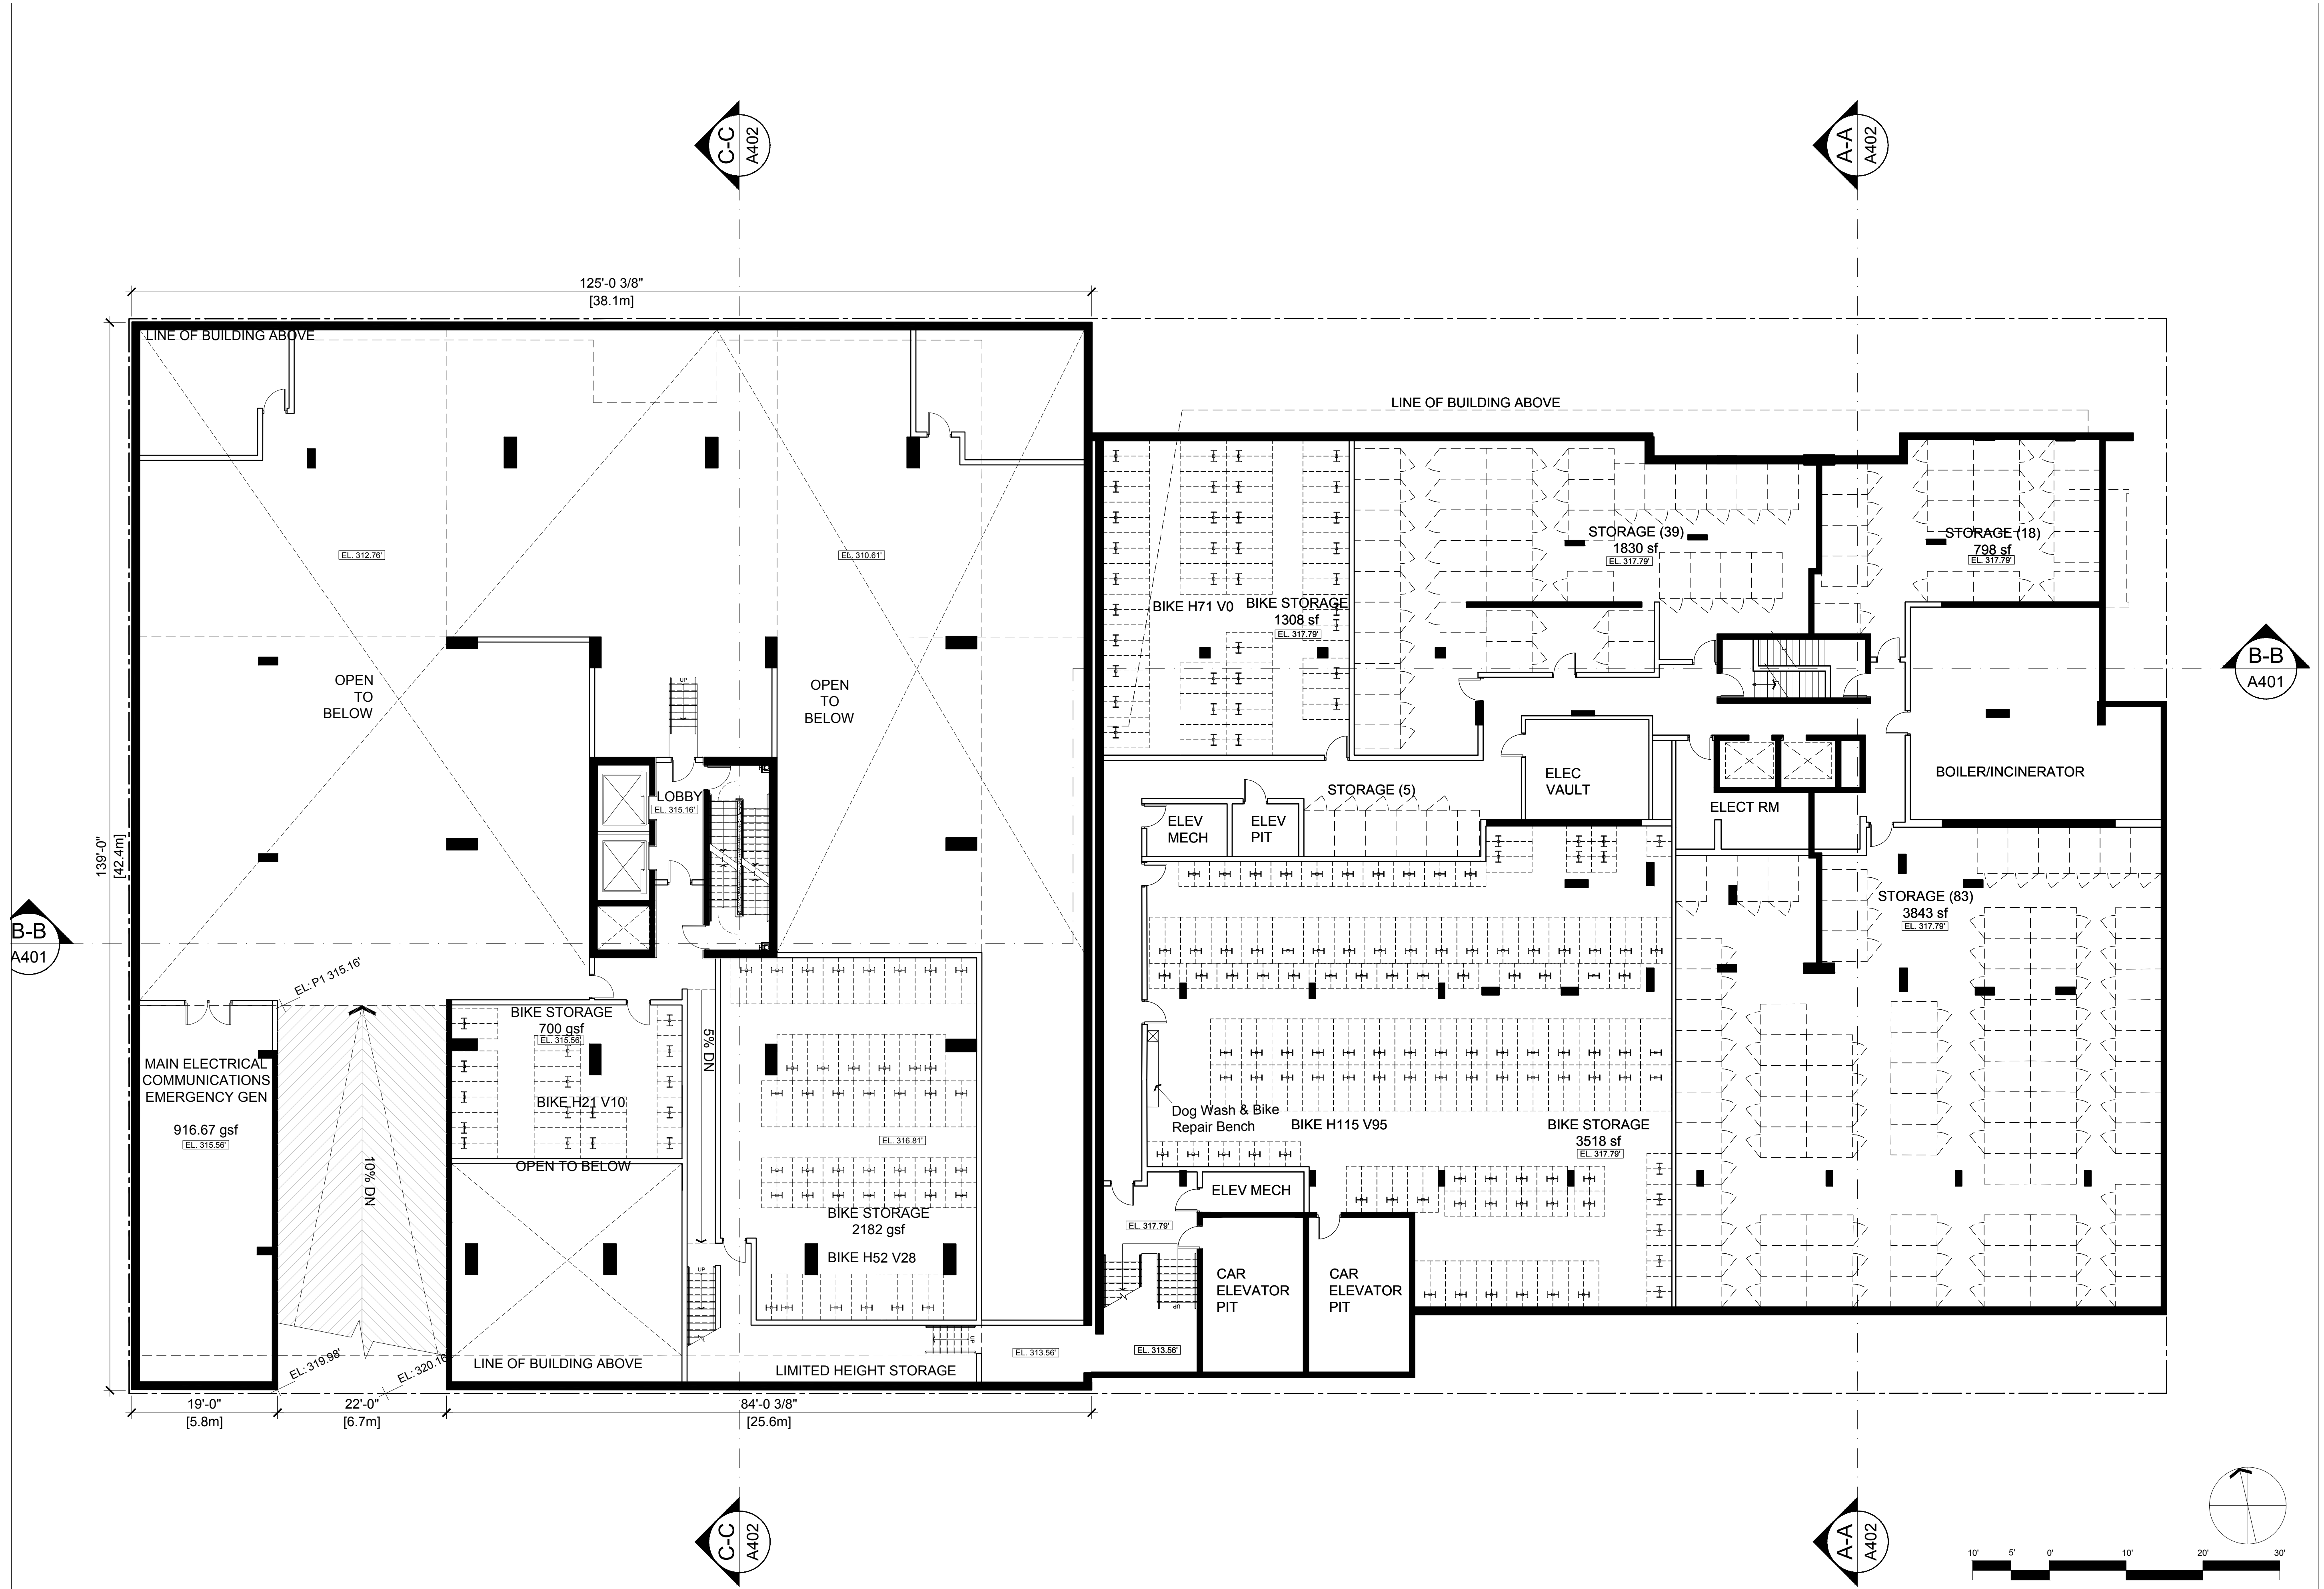 C-C
A402
A-A
A402
125'-0 3/8"
[38.1m]
LINE OF BUILDING ABOVE
LINE OF BUILDING ABOVE
EL. 312.76'
EL. 310.61'
STORAGE (39)
1830 sf
EL. 317.79'
STORAGE (18)
798 sf
EL. 317.79'
BIKE H71 V0
BIKE STORAGE
1308 sf
EL. 317.79'
B-B
A401
OPEN
TO
BELOW
OPEN
TO
BELOW
UP
LOBBY
EL. 315.16'
ELEC
VAULT
BOILER/INCINERATOR
STORAGE (5)
ELECT RM
ELEV
MECH
ELEV
PIT
139'-0"
[42.4m]
STORAGE (83)
3843 sf
EL. 317.79'
B-B
A401
EL: P1 315.16'
BIKE STORAGE
700 gsf
EL. 315.56'
5% DN
MAIN ELECTRICAL
COMMUNICATIONS
EMERGENCY GEN
916.67 gsf
EL. 315.56'
BIKE H21 V10
Dog Wash & Bike
Repair Bench
BIKE H115 V95
BIKE STORAGE
3518 sf
EL. 317.79'
EL. 316.81'
OPEN TO BELOW
10% DN
ELEV MECH
BIKE STORAGE
2182 gsf
EL. 317.79'
BIKE H52 V28
UP
CAR
ELEVATOR
PIT
CAR
ELEVATOR
PIT
UP
UP
EL. 313.56'
EL. 313.56'
EL: 319.98'
EL: 320.16'
LINE OF BUILDING ABOVE
LIMITED HEIGHT STORAGE
19'-0"
[5.8m]
22'-0"
[6.7m]
84'-0 3/8"
[25.6m]
C-C
A402
A-A
A402
10'
5'
0'
10'
20'
30'